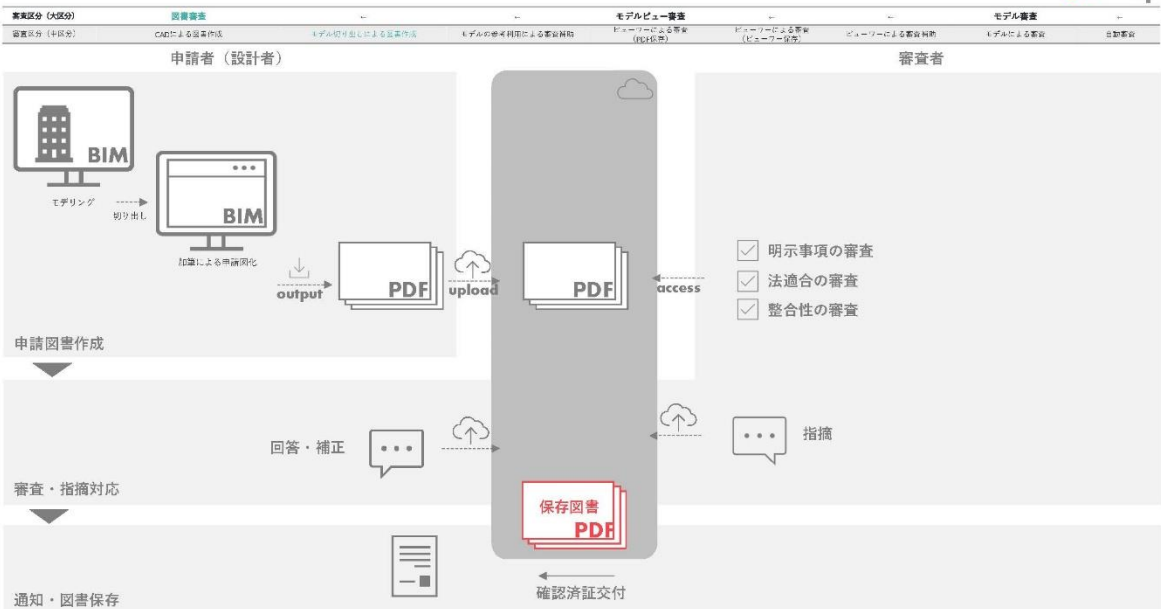 審査区分（大区分） 図書審査 ← ← モデルビュー審査 ← ← モデル審査 ←
審査区分（中区分） CADによる図書作成 モデル切り出しによる図書作成 モデルの参考利用による審査補助 ビューワーによる審査（PDF保存） ビューワーによる審査（ビューワー保存） ビューワーによる審査補助 モデルによる審査 自動審査
申請者（設計者）
審査者
BIM
モデリング
切り出し
BIM
加筆による申請図化
output
PDF
upload
PDF
access
明示事項の審査
法適合の審査
整合性の審査
申請図書作成
回答・補正
指摘
審査・指摘対応
保存図書
PDF
確認済証交付
通知・図書保存